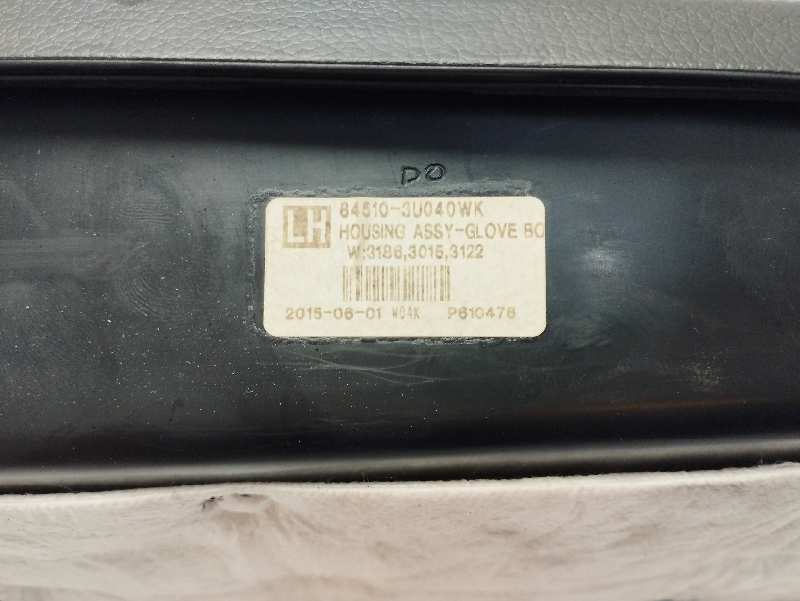 DO
LH 84510-3U040WK
HOUSING ASSY-GLOVE BO
W:3186,3015,3122
2015-06-01 W04K P610476